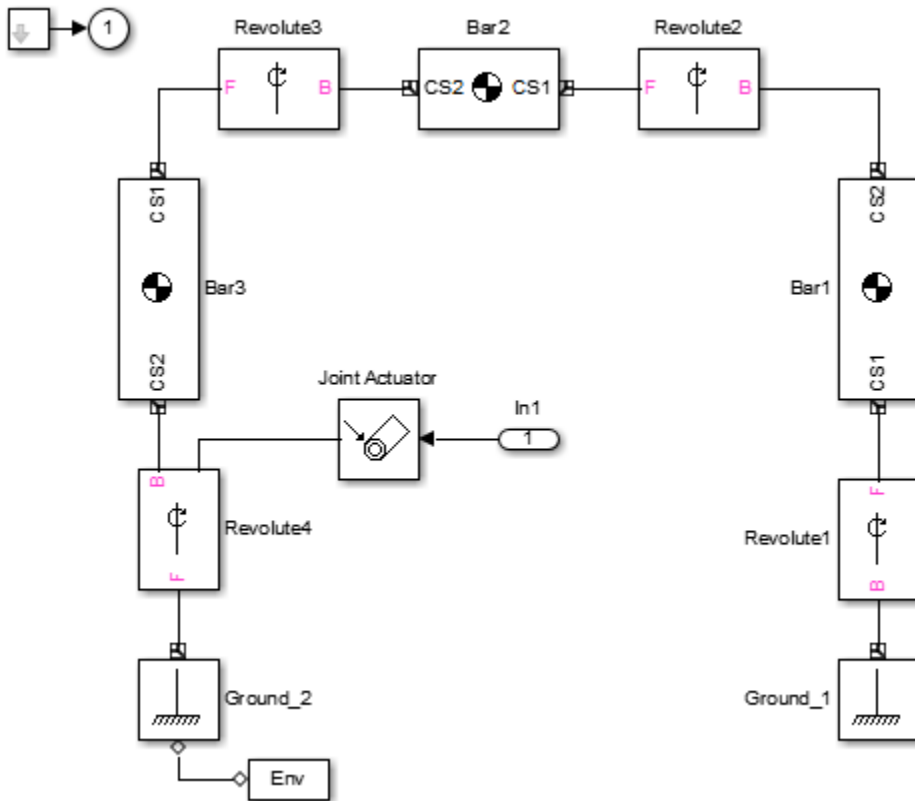 1
Revolute3
Bar2
Revolute2
F B
CS2 CS1
F B
CS1
CS2
Bar3
CS2
CS1
Bar1
Joint Actuator
In1
1
B
F
Revolute4
F
B
Revolute1
Ground_2
Ground_1
Env